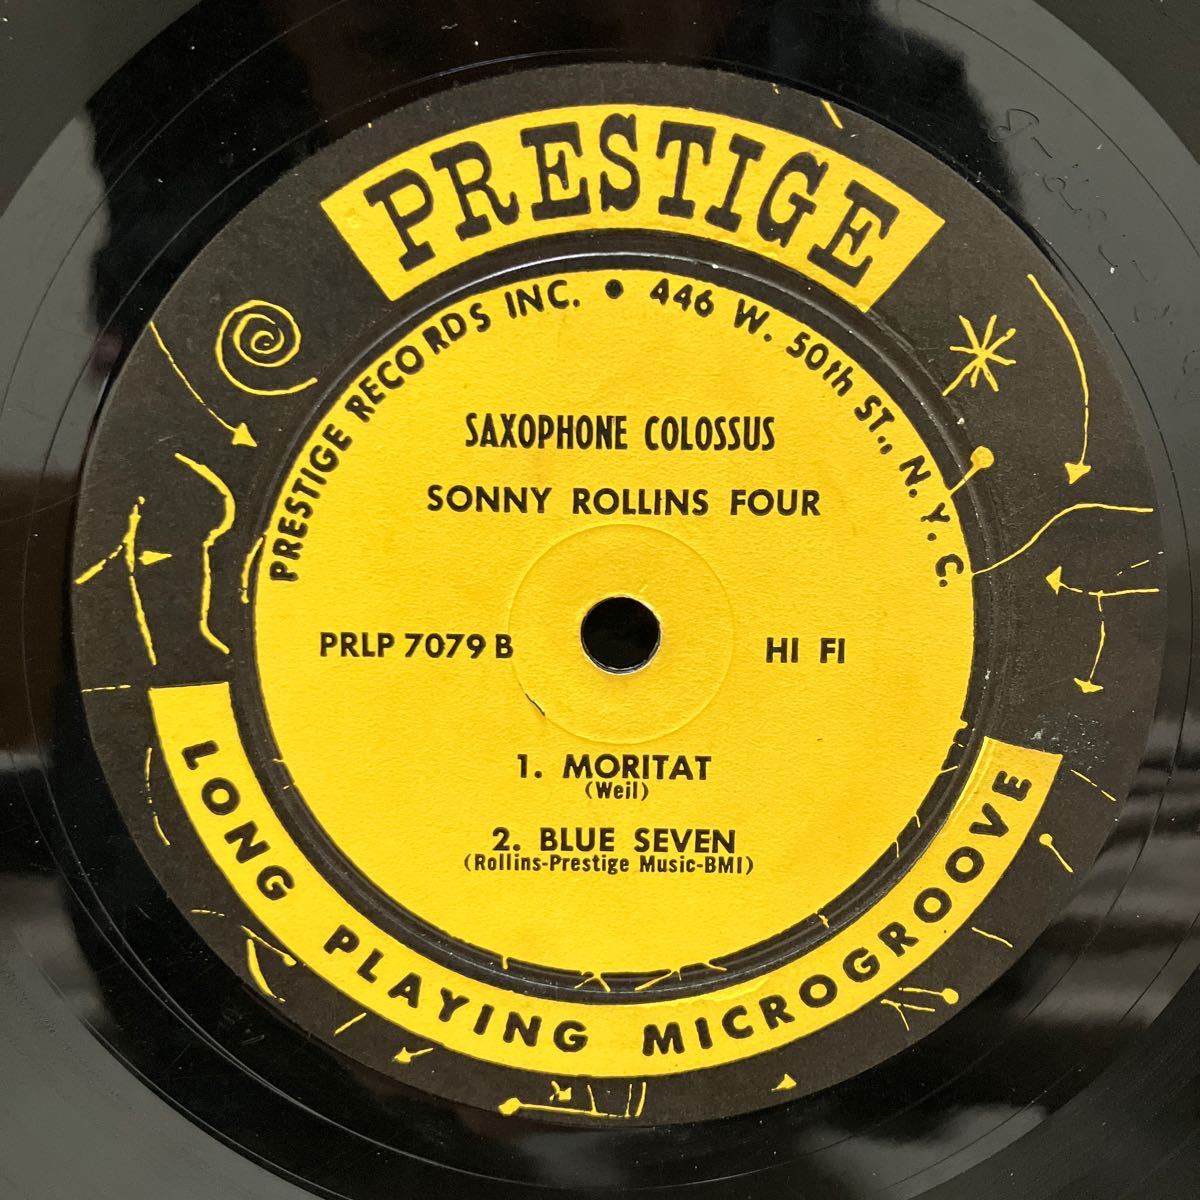 PRESTIGE
PRESTIGE RECORDS INC. • 446 W. 50th ST., N. Y. C.
SAXOPHONE COLOSSUS
SONNY ROLLINS FOUR
PRLP 7079 B
HI FI
1. MORITAT
(Weil)
2. BLUE SEVEN
(Rollins-Prestige Music-BMI)
LONG PLAYING MICROGROOVE